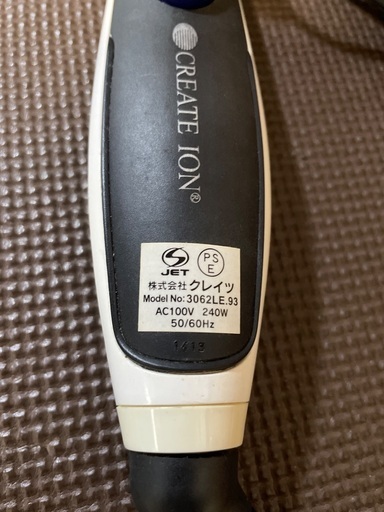 CREATE ION®
S JET
PS E
株式会社 クレイツ
Model No: 3062LE.93
AC100V 240W
50/60Hz
1413